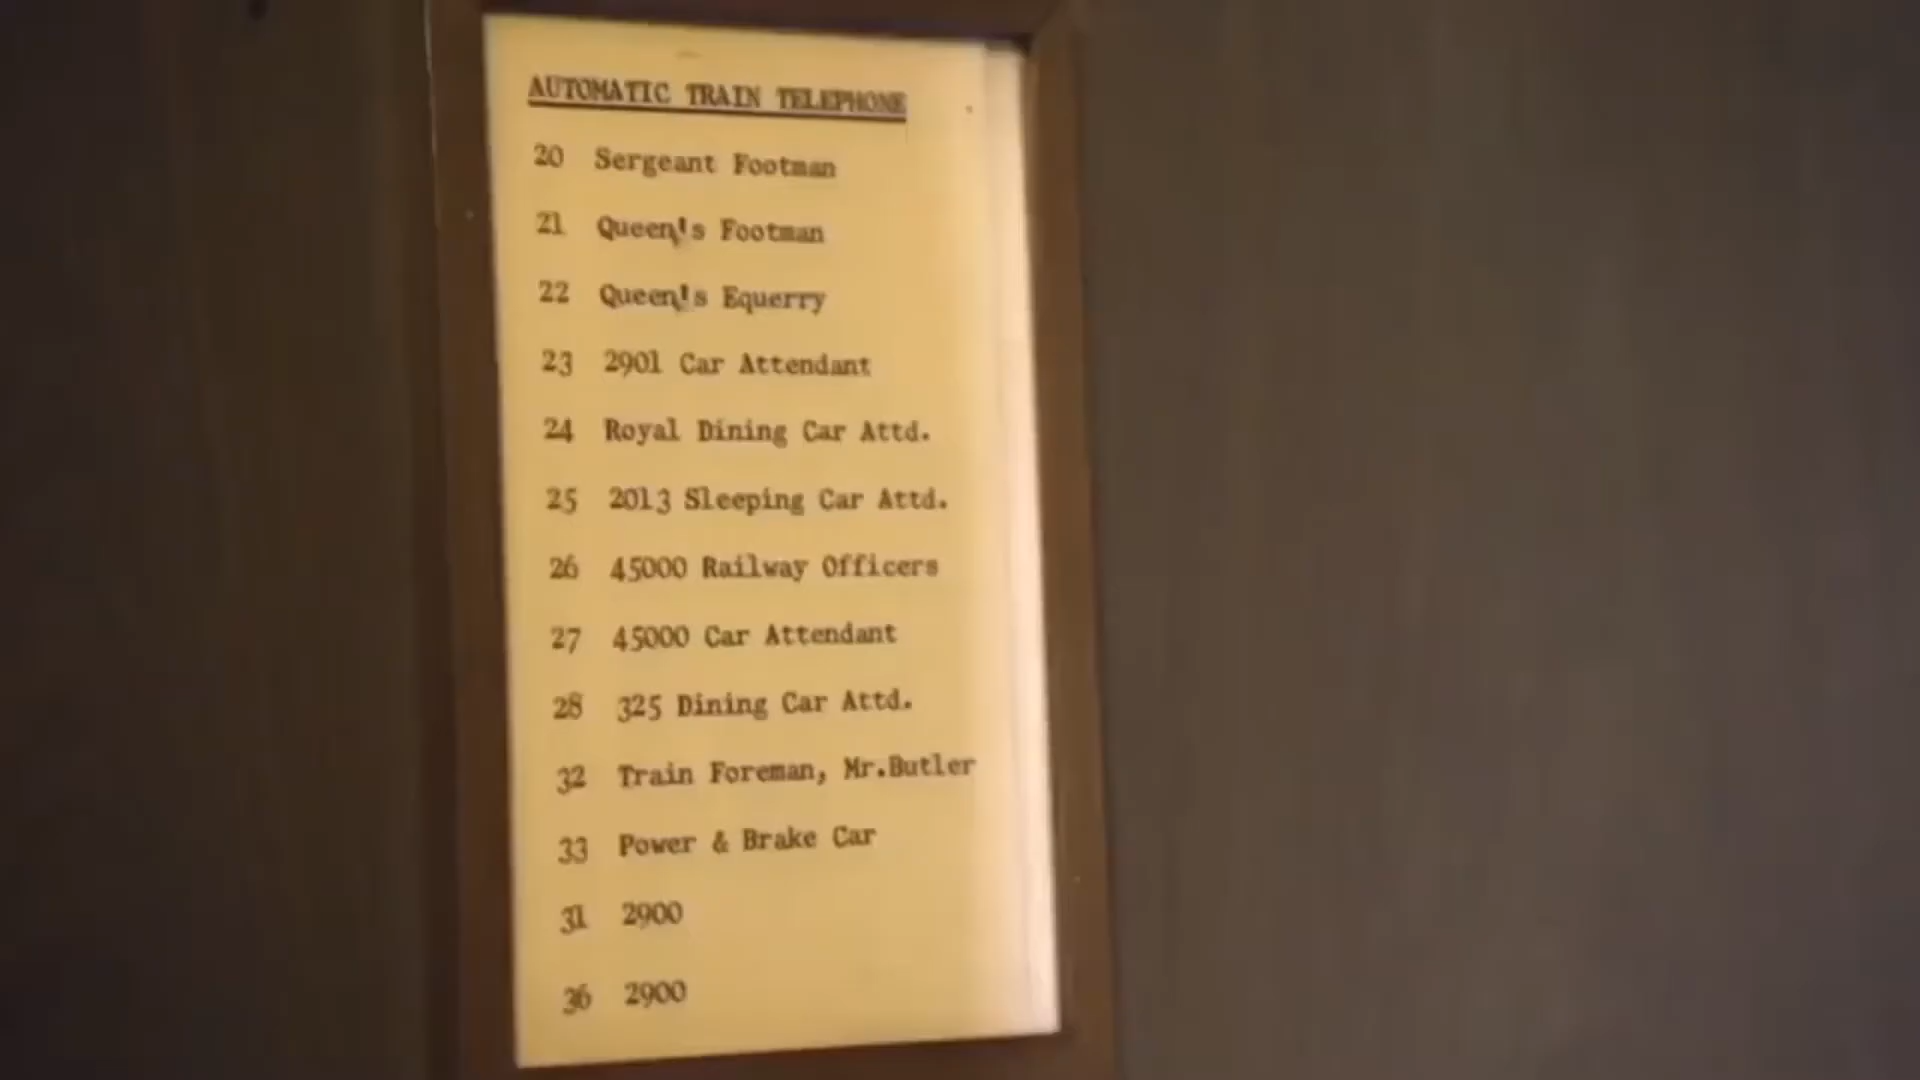 AUTOMATIC TRAIN TELEPHONE
20 Sergeant Footman
21 Queen's Footman
22 Queen's Equerry
23 2901 Car Attendant
24 Royal Dining Car Attd.
25 2013 Sleeping Car Attd.
26 45000 Railway Officers
27 45000 Car Attendant
28 325 Dining Car Attd.
32 Train Foreman, Mr.Butler
33 Power & Brake Car
31 2900
36 2900